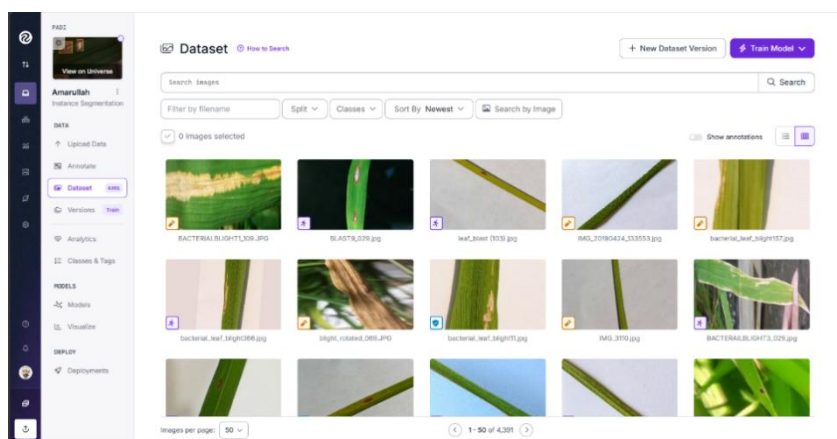 PADI
View on Universe
Amarullah
Instance Segmentation
DATA
Upload Data
Annotate
Dataset
Versions Train
Analytics
Classes & Tags
MODELS
Models
Visualize
DEPLOY
Deployments
Dataset How to Search
+ New Dataset Version
Train Model
Search images
Search
Filter by filename
Split
Classes
Sort By Newest
Search by Image
0 images selected
Show annotations
BACTERIALBLIGHT1_109.JPG
BLAST9_029.jpg
leaf_blast (103).jpg
IMG_20190424_133553.jpg
bacterial_leaf_blight157.jpg
bacterial_leaf_blight366.jpg
blight_rotated_069.JPG
bacterial_leaf_blight11.jpg
IMG_3110.jpg
BACTERAILBLIGHT3_029.jpg
Images per page: 50
1 - 50 of 4,391